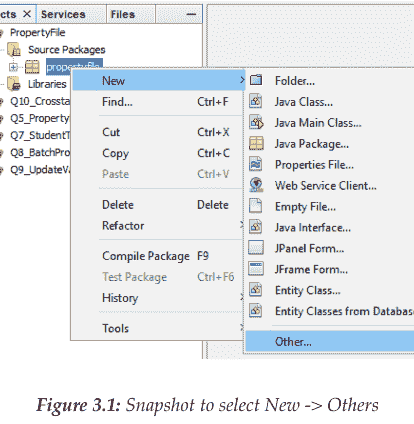 cts × Services Files
PropertyFile
Source Packages
propertyfile
Libraries
Q10_Crossta
Q5_Property
Q7_StudentT
Q8_BatchPro
Q9_UpdateVa
New
Find... Ctrl+F
Cut Ctrl+X
Copy Ctrl+C
Paste Ctrl+V
Delete Delete
Refactor
Compile Package F9
Test Package Ctrl+F6
History
Tools
Folder...
Java Class...
Java Main Class...
Java Package...
Properties File...
Web Service Client...
Empty File...
Java Interface...
JPanel Form...
JFrame Form...
Entity Class...
Entity Classes from Database
Other...
Figure 3.1: Snapshot to select New -> Others